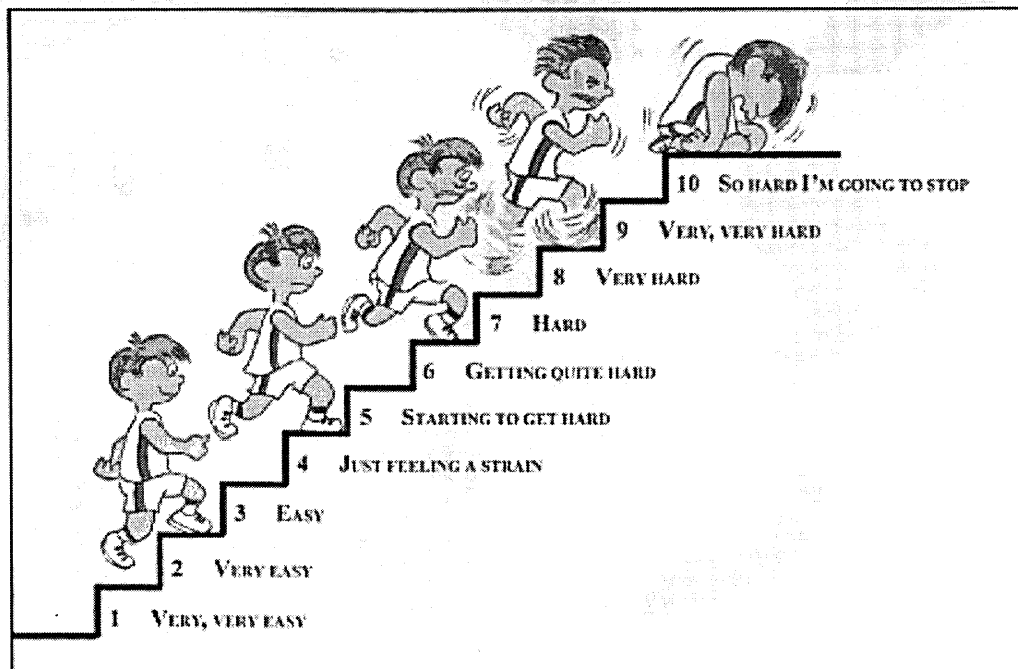 10 SO HARD I'M GOING TO STOP
9 VERY, VERY HARD
8 VERY HARD
7 HARD
6 GETTING QUITE HARD
5 STARTING TO GET HARD
4 JUST FEELING A STRAIN
3 EASY
2 VERY EASY
1 VERY, VERY EASY